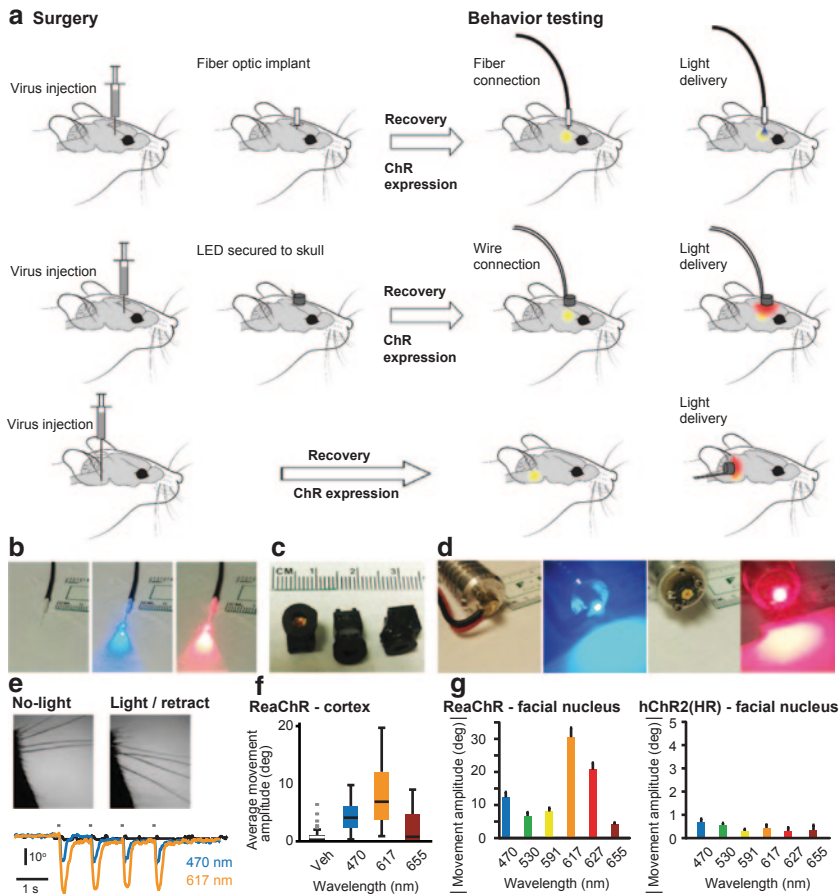 a Surgery
Behavior testing
Virus injection
Fiber optic implant
Recovery
ChR
expression
Fiber
connection
Light
delivery
Virus injection
LED secured to skull
Recovery
ChR
expression
Wire
connection
Light
delivery
Virus injection
Recovery
ChR expression
Light
delivery
b
c
CM 1 2 3
d
e
No-light
Light / retract
10°
1 s
470 nm
617 nm
f
ReaChR - cortex
Average movement
amplitude (deg)
20
10
0
Veh 470 617 655
Wavelength (nm)
g
ReaChR - facial nucleus
| Movement amplitude (deg)|
30
20
10
0
470 530 591 617 627 655
Wavelength (nm)
hChR2(HR) - facial nucleus
| Movement amplitude (deg)|
5
4
3
2
1
0
470 530 591 617 627 655
Wavelength (nm)